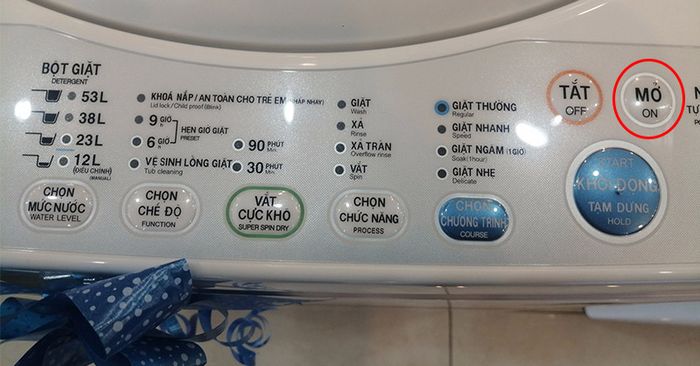 BỘT GIẶT
DETERGENT
53L
38L
23L
12L
(ĐIỀU CHỈNH)
(MANUAL)
CHỌN
MỨC NƯỚC
WATER LEVEL
KHOÁ NẮP / AN TOÀN CHO TRẺ EM (NHẤP NHÁY)
Lid lock/Child proof (Blink)
9 GIỜ
6 GIỜ
HẸN GIỜ GIẶT
PRESET
VỆ SINH LỒNG GIẶT
Tub cleaning
CHỌN
CHẾ ĐỘ
FUNCTION
90 PHÚT
Min.
30 PHÚT
Min.
VẮT
CỰC KHÔ
SUPER SPIN DRY
GIẶT
Wash
XẢ
Rinse
XẢ TRÀN
Overflow rinse
VẮT
Spin
CHỌN
CHỨC NĂNG
PROCESS
GIẶT THƯỜNG
Regular
GIẶT NHANH
Speed
GIẶT NGÂM (1GIỜ)
Soak(1hour)
GIẶT NHẸ
Delicate
CHỌN
CHƯƠNG TRÌNH
COURSE
TẮT
OFF
MỞ
ON
START
KHỞI ĐỘNG
TẠM DỪNG
HOLD